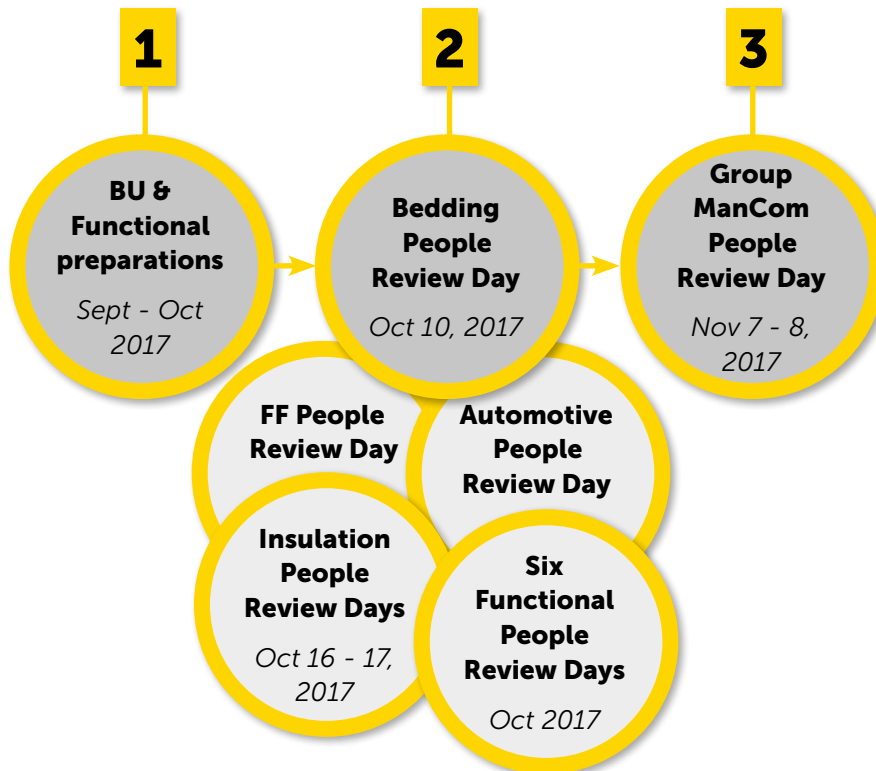 1
2
3
BU &
Functional
preparations
Sept - Oct
2017
Bedding
People
Review Day
Oct 10, 2017
Group
ManCom
People
Review Day
Nov 7 - 8,
2017
FF People
Review Day
Automotive
People
Review Day
Insulation
People
Review Days
Oct 16 - 17,
2017
Six
Functional
People
Review Days
Oct 2017